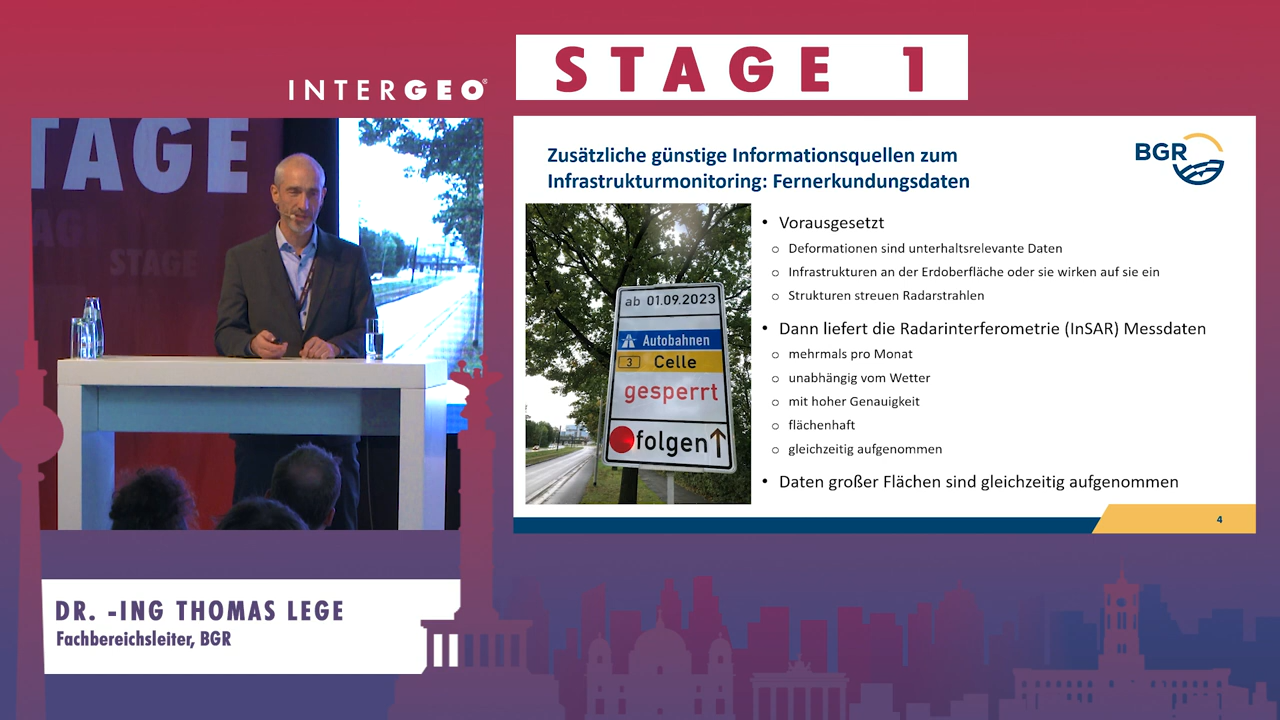 STAGE 1
INTERGEO®
TAGE
TAG
STAGE
Zusätzliche günstige Informationsquellen zum
Infrastrukturmonitoring: Fernerkundungsdaten
BGR
ab 01.09.2023
Autobahnen
3 Celle
gesperrt
folgen
• Vorausgesetzt
o Deformationen sind unterhaltsrelevante Daten
o Infrastrukturen an der Erdoberfläche oder sie wirken auf sie ein
o Strukturen streuen Radarstrahlen
• Dann liefert die Radarinterferometrie (InSAR) Messdaten
o mehrmals pro Monat
o unabhängig vom Wetter
o mit hoher Genauigkeit
o flächenhaft
o gleichzeitig aufgenommen
• Daten großer Flächen sind gleichzeitig aufgenommen
4
DR. -ING THOMAS LEGE
Fachbereichsleiter, BGR